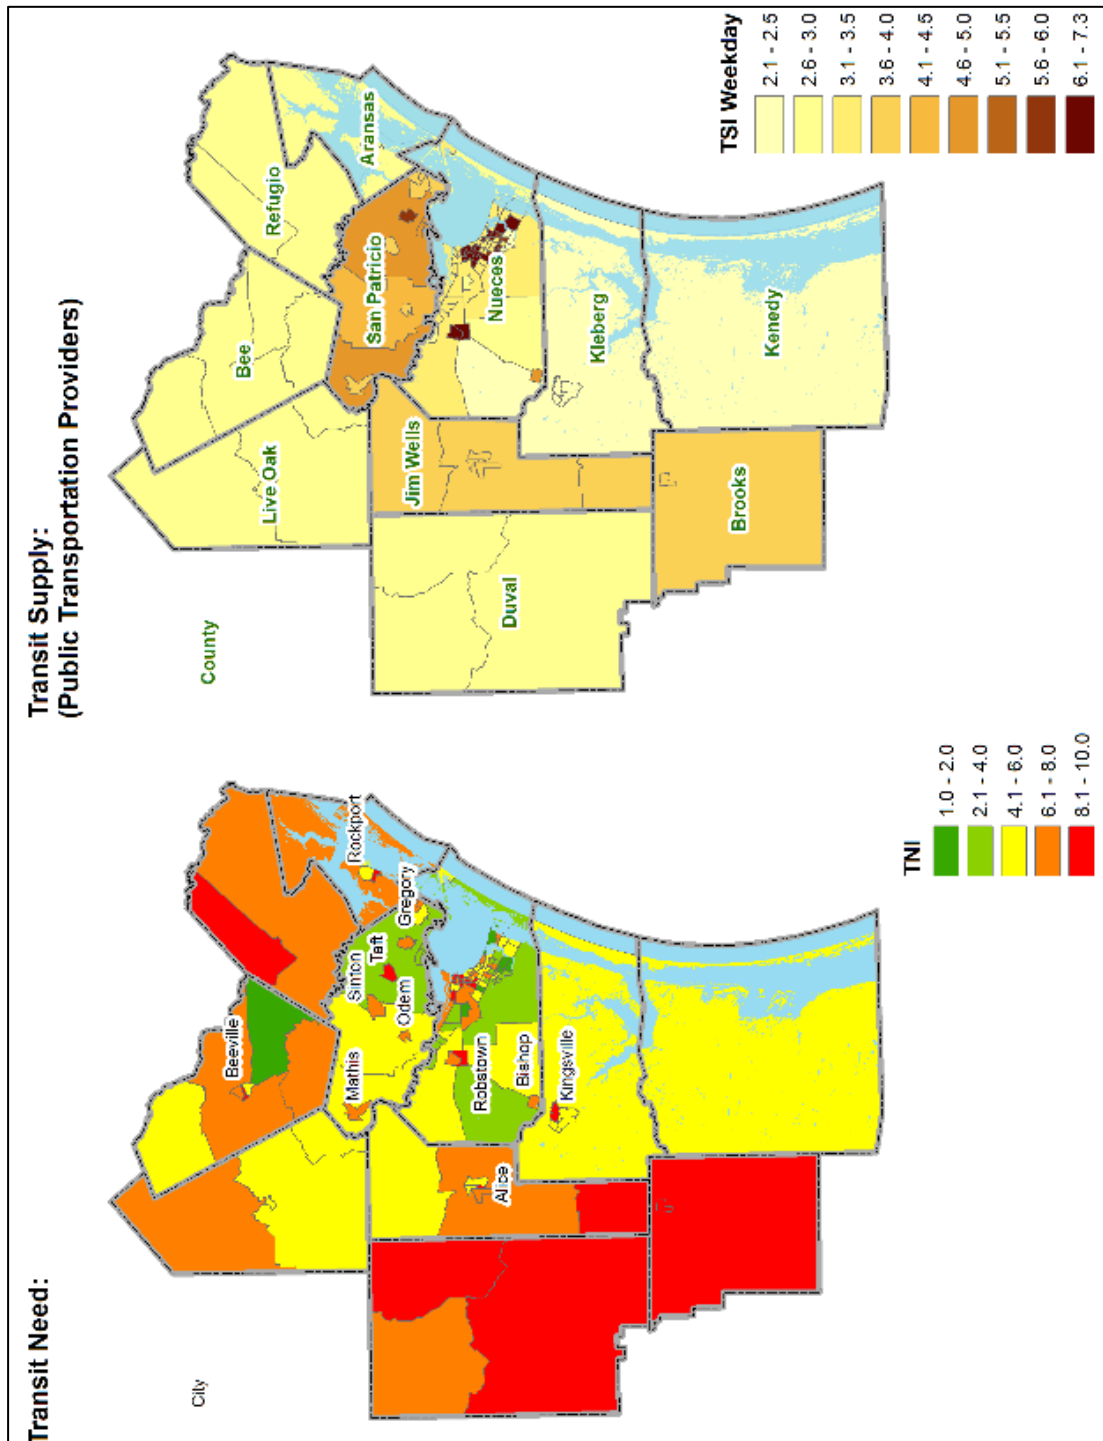 Transit Need:
City
Beeville
Rockport
Gregory
Taft
Sinton
Odem
Mathis
Robstown
Bishop
Kingsville
Alice
TNI
1.0 - 2.0
2.1 - 4.0
4.1 - 6.0
6.1 - 8.0
8.1 - 10.0
Transit Supply:
(Public Transportation Providers)
County
Refugio
Aransas
Bee
San Patricio
Live Oak
Nueces
Jim Wells
Kleberg
Duval
Kenedy
Brooks
TSI Weekday
2.1 - 2.5
2.6 - 3.0
3.1 - 3.5
3.6 - 4.0
4.1 - 4.5
4.6 - 5.0
5.1 - 5.5
5.6 - 6.0
6.1 - 7.3